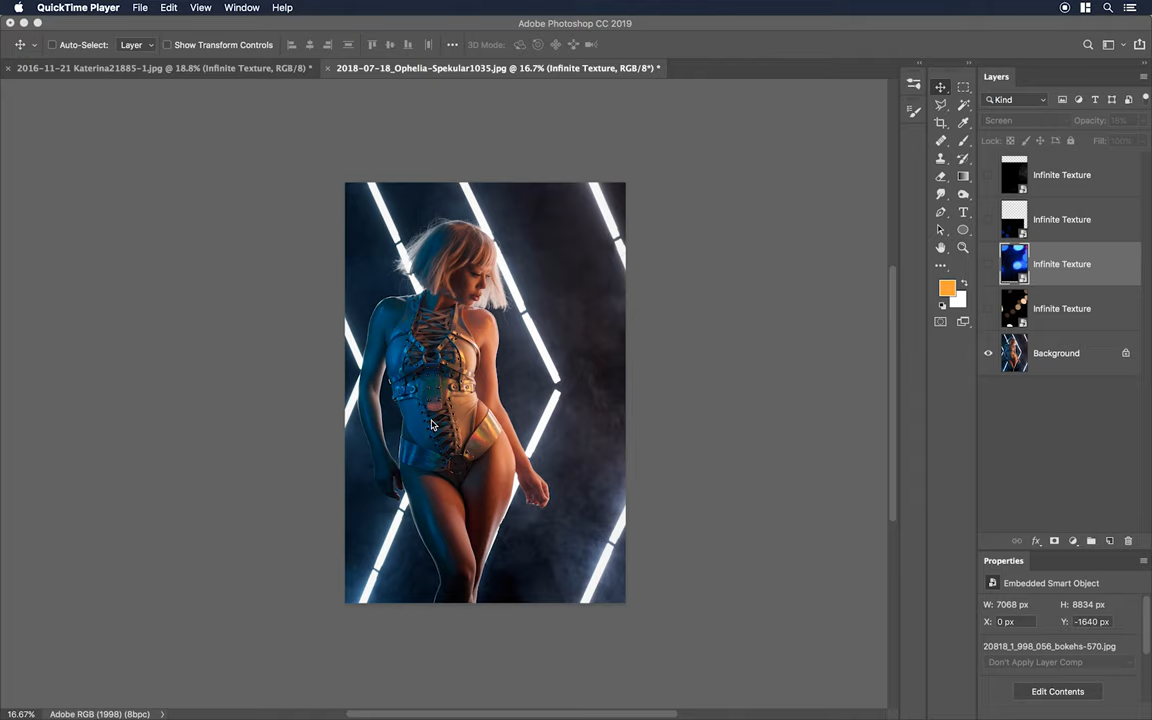 QuickTime Player File Edit View Window Help
Adobe Photoshop CC 2019
Auto-Select: Layer Show Transform Controls 3D Mode:
2016-11-21 Katerina21885-1.jpg @ 18.8% (Infinite Texture, RGB/8) *
2018-07-18_Ophelia-Spekular1035.jpg @ 16.7% (Infinite Texture, RGB/8*) *
Layers
Kind
Screen Opacity: 18%
Lock: Fill: 100%
Infinite Texture
Infinite Texture
Infinite Texture
Infinite Texture
Background
fx
Properties
Embedded Smart Object
W: 7068 px H: 8834 px
X: 0 px Y: -1640 px
20818_1_998_056_bokehs-570.jpg
Don't Apply Layer Comp
Edit Contents
16.67% Adobe RGB (1998) (8bpc)